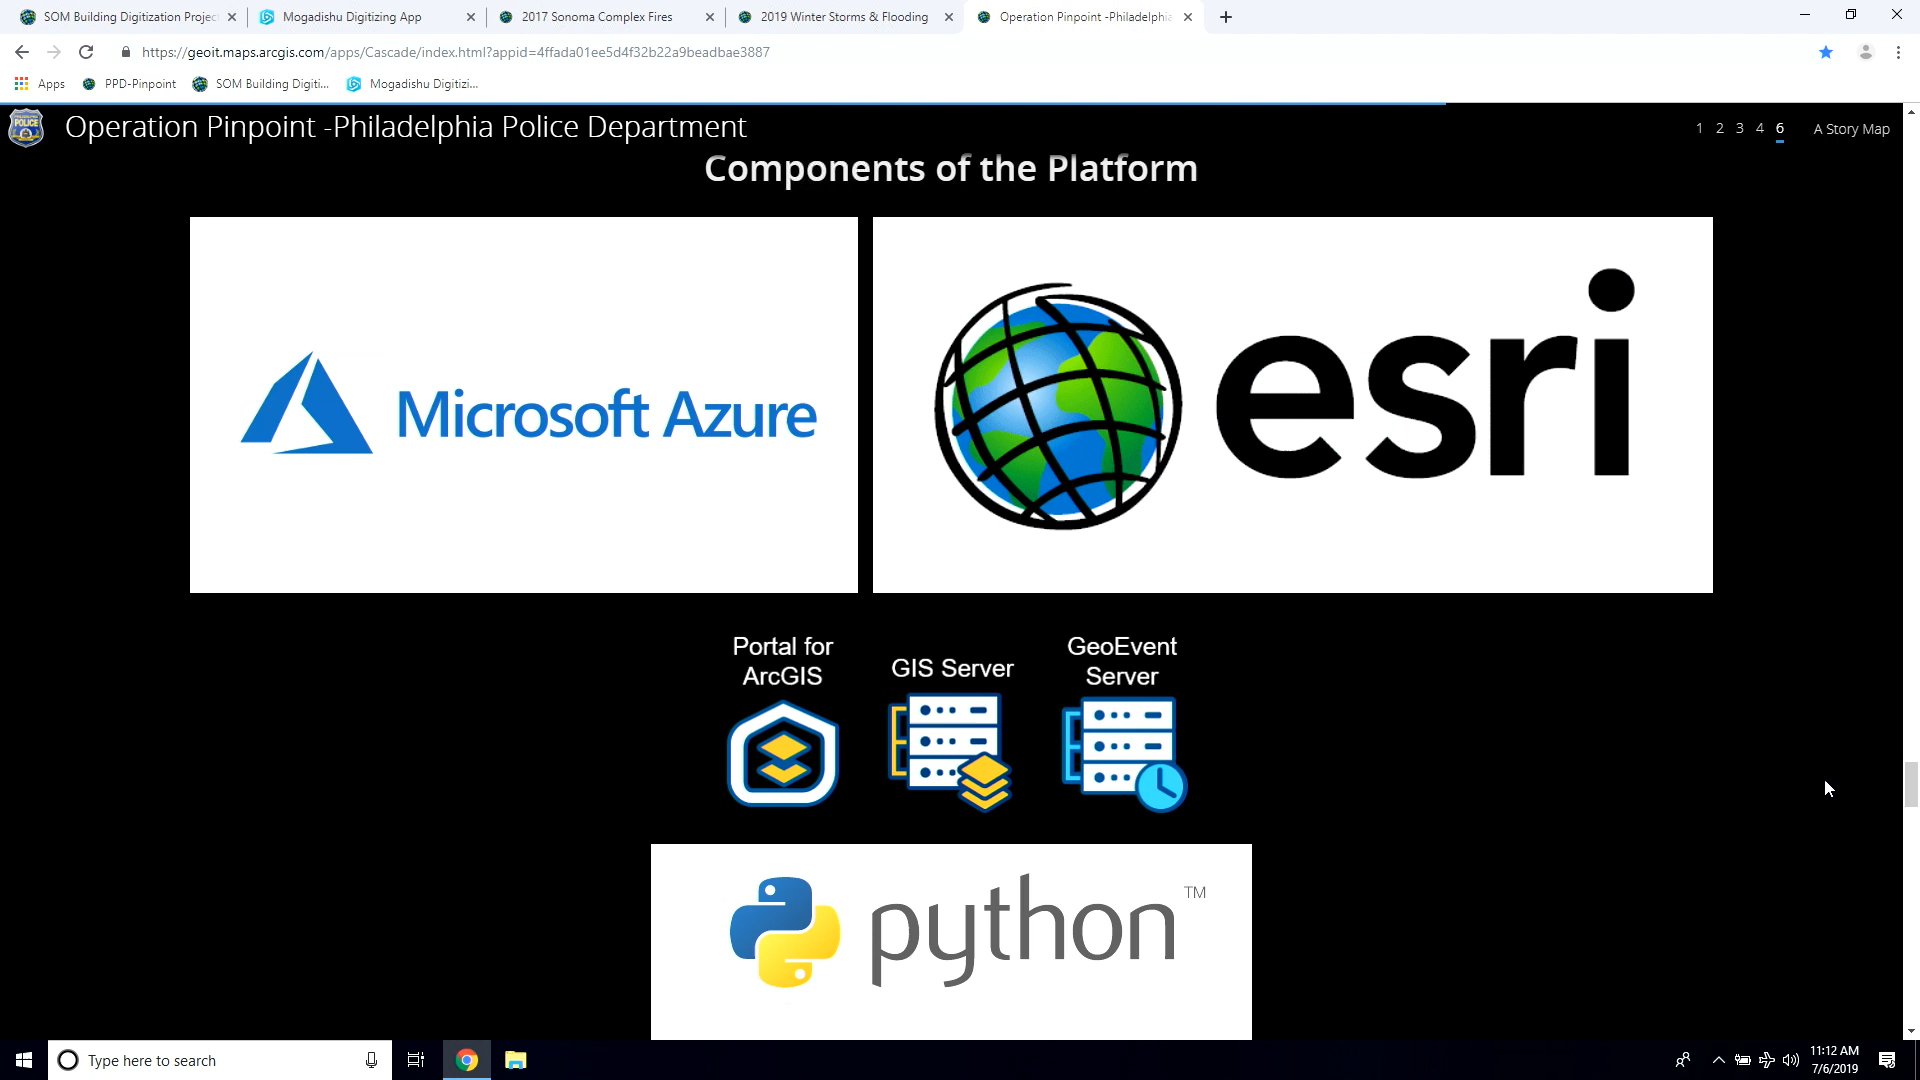 SOM Building Digitization Projec
Mogadishu Digitizing App
2017 Sonoma Complex Fires
2019 Winter Storms & Flooding
Operation Pinpoint -Philadelphia
https://geoit.maps.arcgis.com/apps/Cascade/index.html?appid=4ffada01ee5d4f32b22a9beadbae3887
Apps
PPD-Pinpoint
SOM Building Digiti...
Mogadishu Digitizi...
POLICE
Operation Pinpoint -Philadelphia Police Department
1 2 3 4 6
A Story Map
Components of the Platform
Microsoft Azure
esri
Portal for
ArcGIS
GIS Server
GeoEvent
Server
python TM
Type here to search
11:12 AM
7/6/2019